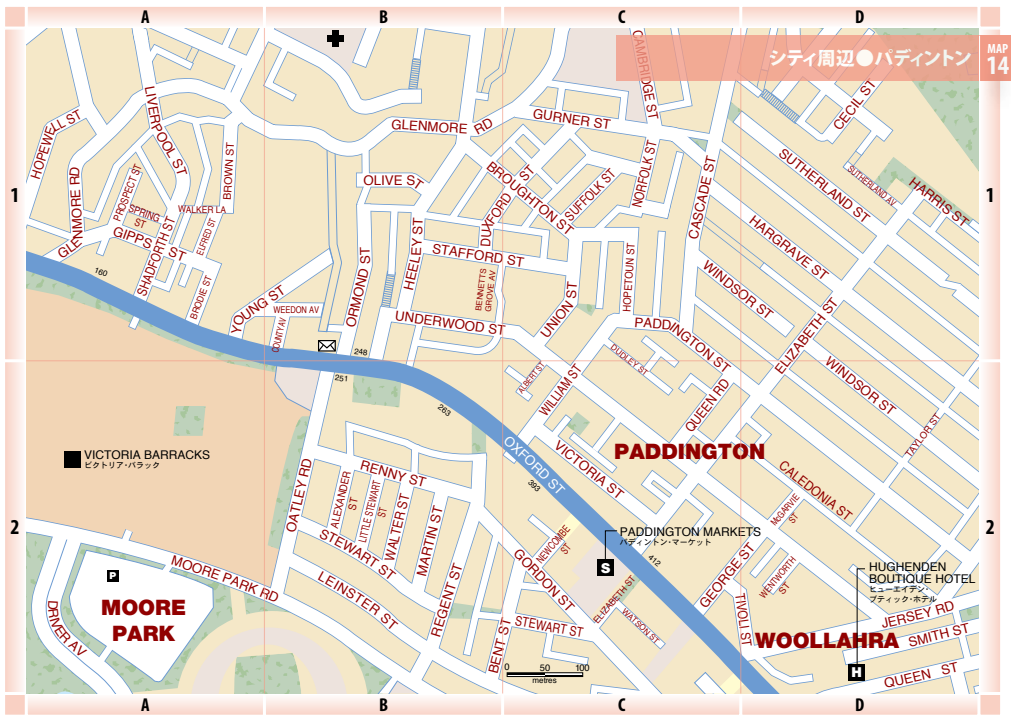 A
B
C
D
シティ周辺●パディントン
MAP
14
1
1
2
2
HOPEWELL ST
LIVERPOOL ST
GLENMORE RD
PROSPECT ST
SPRING
ST
WALKER LA
BROWN ST
GLENMORE RD
GIPPS ST
SHADFORTH ST
ELFRED ST
BRODIE ST
160
YOUNG ST
WEEDON AV
COUNTY AV
GLENMORE RD
OLIVE ST
ORMOND ST
HEELEY ST
STAFFORD ST
BENNETTS
GROVE AV
UNDERWOOD ST
248
251
263
CAMBRIDGE ST
GURNER ST
BROUGHTON ST
DUXFORD ST
SUFFOLK ST
NORFOLK ST
CASCADE ST
HOPETOUN ST
UNION ST
PADDINGTON ST
DUDLEY ST
CECIL ST
SUTHERLAND ST
SUTHERLAND AV
HARRIS ST
HARGRAVE ST
WINDSOR ST
ELIZABETH ST
WINDSOR ST
TAYLOR ST
ALBERT ST
WILLIAM ST
QUEEN RD
PADDINGTON
OXFORD ST
VICTORIA ST
393
CALEDONIA ST
McGARVIE
ST
VICTORIA BARRACKS
ビクトリア・バラック
OATLEY RD
RENNY ST
ALEXANDER
ST
LITTLE STEWART
ST
WALTER ST
MARTIN ST
STEWART ST
LEINSTER ST
REGENT ST
BENT ST
GORDON ST
NEWCOMBE
ST
PADDINGTON MARKETS
パディントン・マーケット
S
412
ELIZABETH ST
WATSON ST
STEWART ST
GEORGE ST
WENTWORTH
ST
TIVOLI ST
HUGHENDEN
BOUTIQUE HOTEL
ヒューエイデン・
ブティック・ホテル
JERSEY RD
SMITH ST
QUEEN ST
WOOLLAHRA
H
MOORE PARK RD
P
MOORE
PARK
DRIVER AV
0 50 100
metres
A
B
C
D